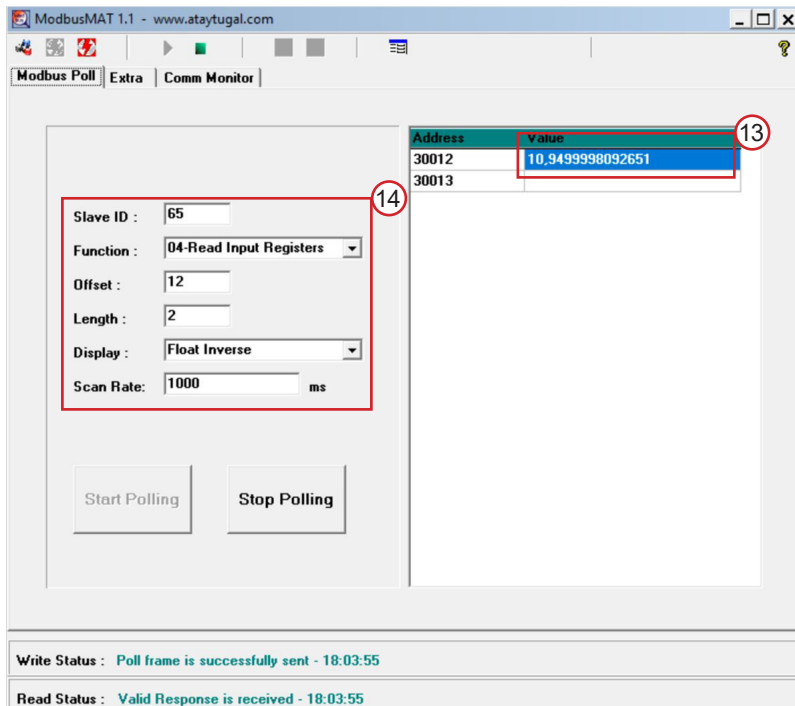 ModbusMAT 1.1 - www.ataytugal.com
Modbus Poll Extra Comm Monitor
Address Value
13
30012 10,9499998092651
30013
14
Slave ID : 65
Function : 04-Read Input Registers
Offset : 12
Length : 2
Display : Float Inverse
Scan Rate: 1000 ms
Start Polling Stop Polling
Write Status : Poll frame is successfully sent - 18:03:55
Read Status : Valid Response is received - 18:03:55